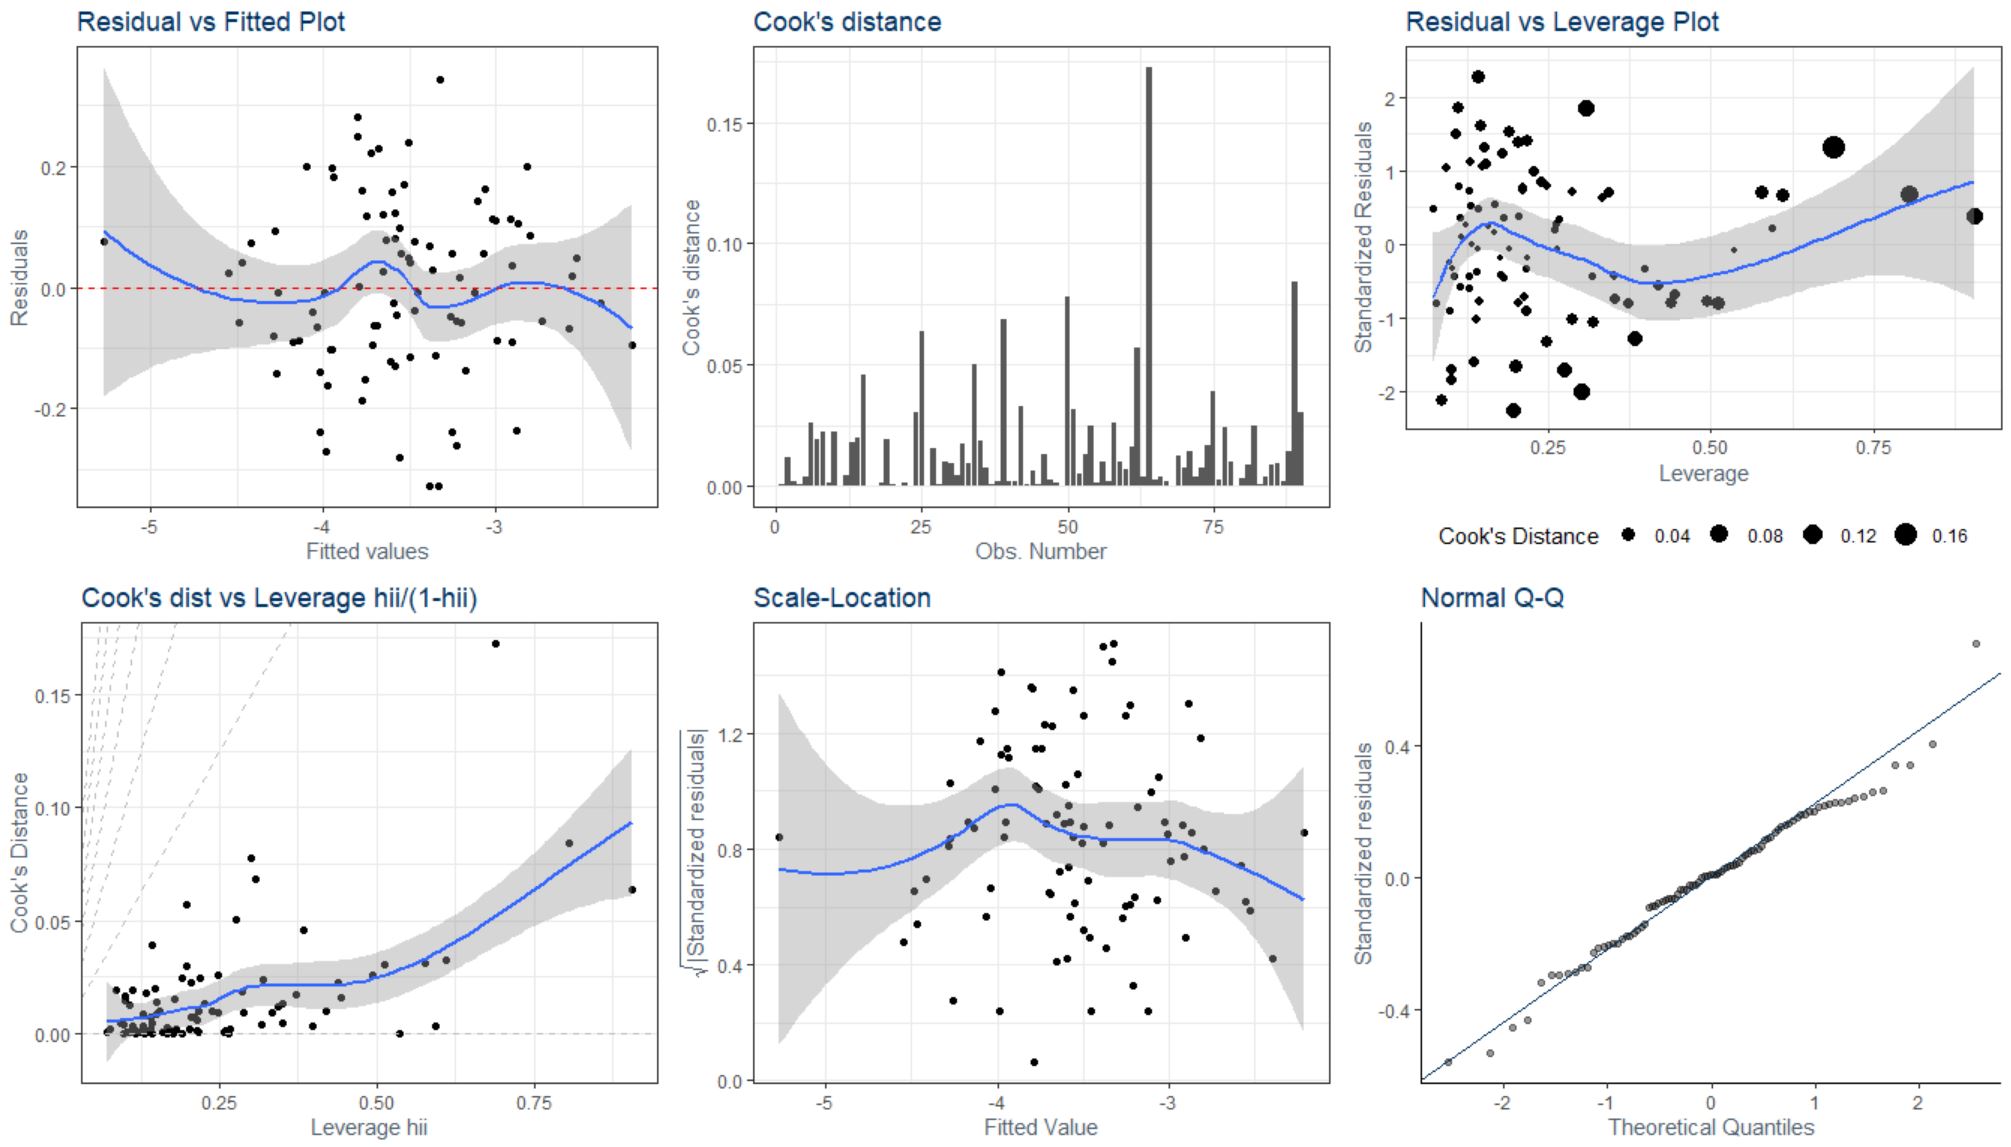 Residual vs Fitted Plot
Residuals
0.2
0.0
-0.2
-5 -4 -3
Fitted values
Cook's distance
Cook's distance
0.15
0.10
0.05
0.00
0 25 50 75
Obs. Number
Residual vs Leverage Plot
Standardized Residuals
2
1
0
-1
-2
0.25 0.50 0.75
Leverage
Cook's Distance 0.04 0.08 0.12 0.16
Cook's dist vs Leverage hii/(1-hii)
Cook's Distance
0.15
0.10
0.05
0.00
0.25 0.50 0.75
Leverage hii
Scale-Location
√|Standardized residuals|
1.2
0.8
0.4
0.0
-5 -4 -3
Fitted Value
Normal Q-Q
Standardized residuals
0.4
0.0
-0.4
-2 -1 0 1 2
Theoretical Quantiles